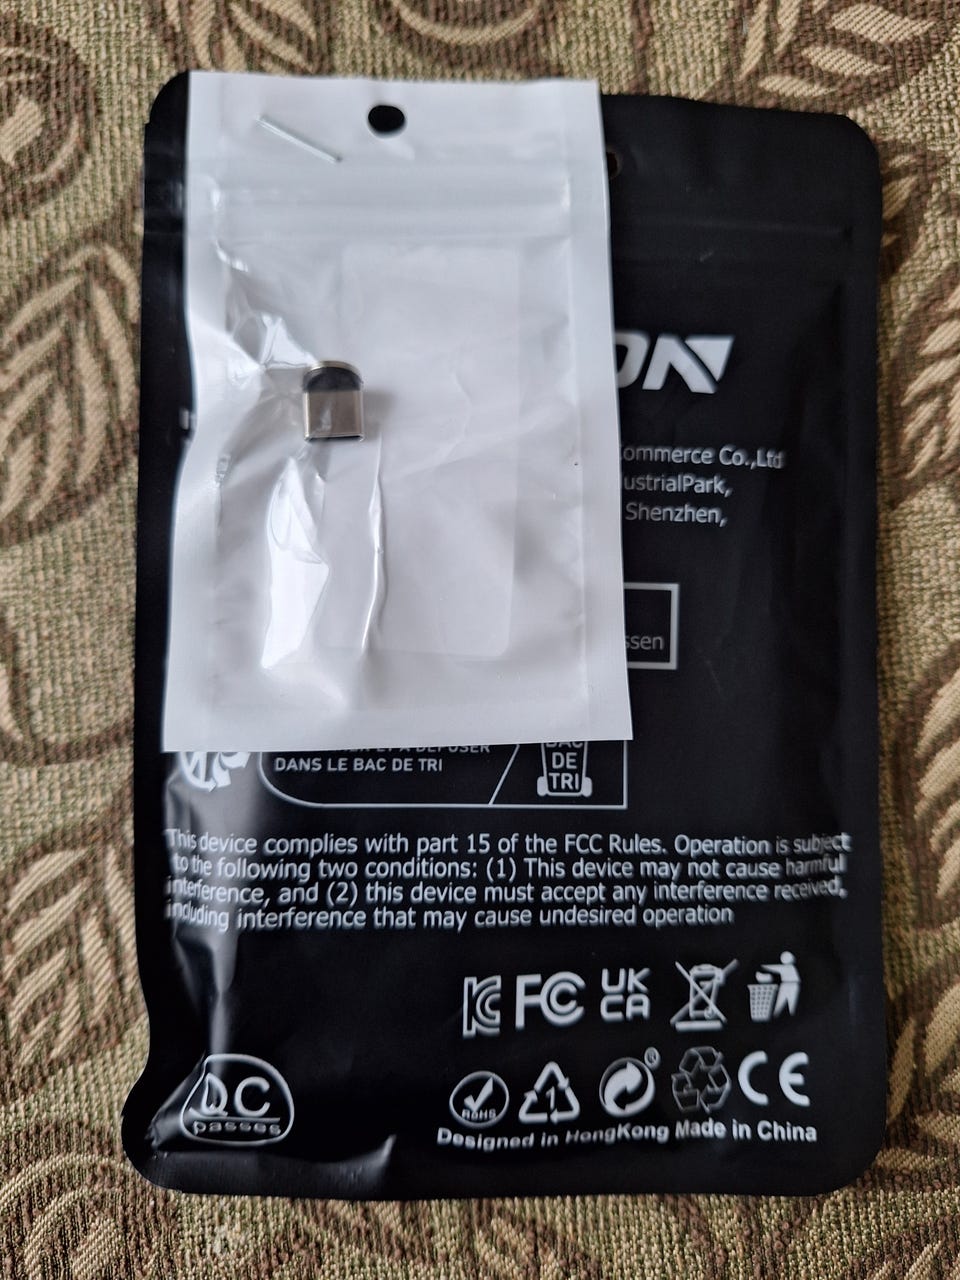 ON
ommerce Co.,Ltd
ustrialPark,
Shenzhen,
ssen
DANS LE BAC DE TRI
BAC
DE
TRI
This device complies with part 15 of the FCC Rules. Operation is subject
to the following two conditions: (1) This device may not cause harmful
interference, and (2) this device must accept any interference received,
including interference that may cause undesired operation
FC
UK
CA
QC
passes
RoHS
1
®
CE
Designed in HongKong Made in China